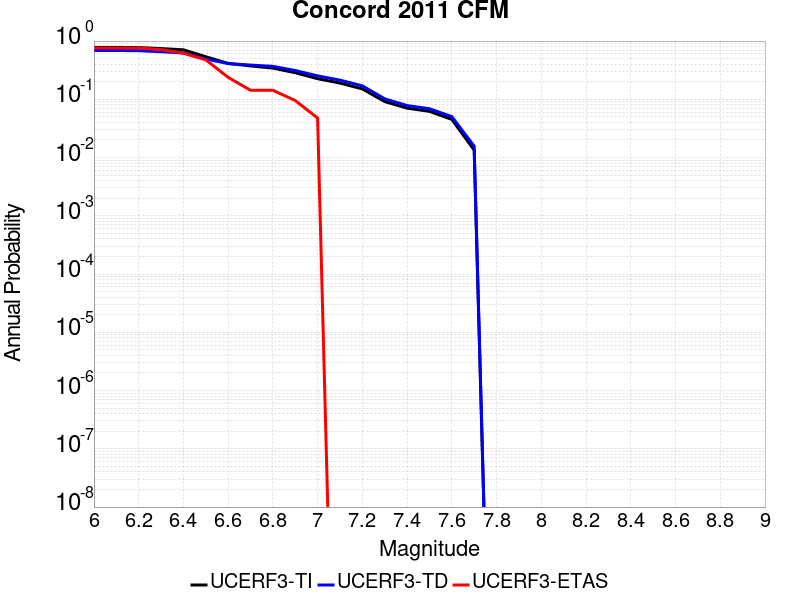 Concord 2011 CFM
10^0
10^-1
10^-2
10^-3
10^-4
10^-5
10^-6
10^-7
10^-8
Annual Probability
6 6.2 6.4 6.6 6.8 7 7.2 7.4 7.6 7.8 8 8.2 8.4 8.6 8.8 9
Magnitude
UCERF3-TI UCERF3-TD UCERF3-ETAS